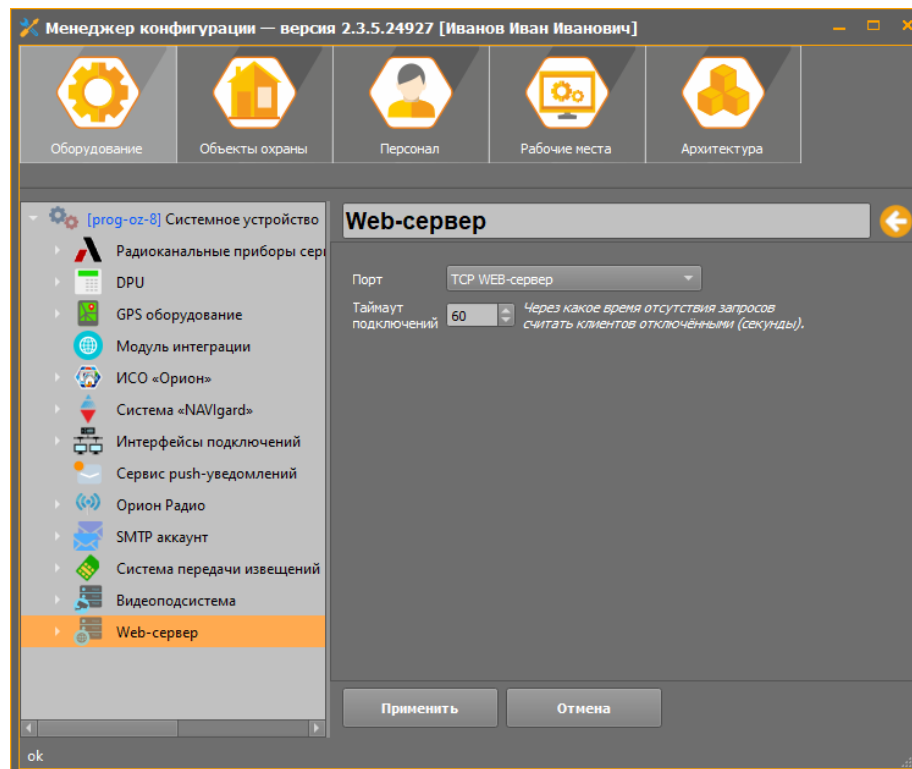 Менеджер конфигурации — версия 2.3.5.24927 [Иванов Иван Иванович]
Оборудование
Объекты охраны
Персонал
Рабочие места
Архитектура
[prog-oz-8] Системное устройство
Радиоканальные приборы сери
DPU
GPS оборудование
Модуль интеграции
ИСО «Орион»
Система «NAVIgard»
Интерфейсы подключений
Сервис push-уведомлений
Орион Радио
SMTP аккаунт
Система передачи извещений
Видеоподсистема
Web-сервер
Web-сервер
Порт
TCP WEB-сервер
Таймаут
подключений
60
Через какое время отсутствия запросов
считать клиентов отключёнными (секунды).
Применить
Отмена
ok